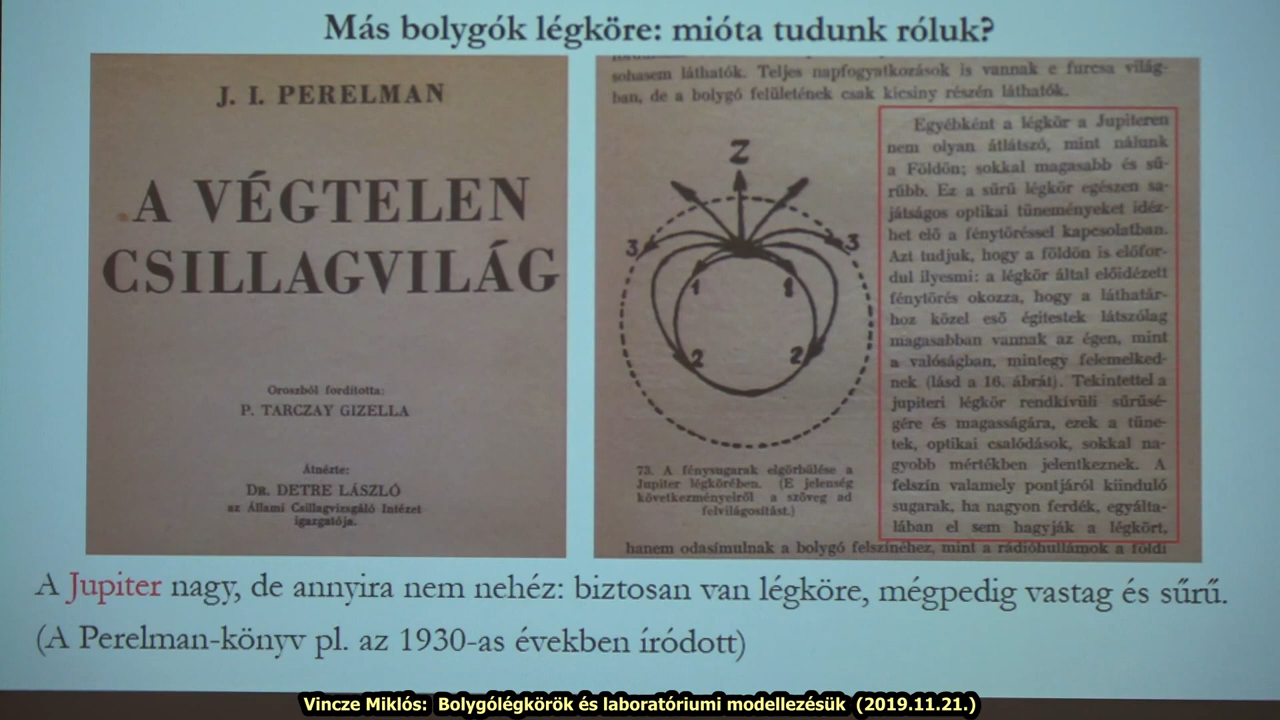 Más bolygók légköre: mióta tudunk róluk?
J. I. PERELMAN
A VÉGTELEN
CSILLAGVILÁG
Oroszból fordította:
P. TARCZAY GIZELLA
Átnézte:
DR. DETRE LÁSZLÓ
az Állami Csillagvizsgáló Intézet
igazgatója.
sohasem láthatók. Teljes napfogyatkozások is vannak e furcsa világ-
ban, de a bolygó felületének csak kicsiny részén láthatók.
Z
3
3
1
1
2
2
73. A fénysugarak elgörbülése a
Jupiter légkörében. (E jelenség
következményeiről a szöveg ad
felvilágosítást.)
Egyébként a légkör a Jupiteren
nem olyan átlátszó, mint nálunk
a Földön; sokkal magasabb és sű-
rűbb. Ez a sűrű légkör egészen sa-
játságos optikai tüneményeket idéz-
het elő a fénytöréssel kapcsolatban.
Azt tudjuk, hogy a földön is előfor-
dul ilyesmi: a légkör által előidézett
fénytörés okozza, hogy a láthatár-
hoz közel eső égitestek látszólag
magasabban vannak az égen, mint
a valóságban, mintegy felemelked-
nek (lásd a 16. ábrát). Tekintettel a
jupiteri légkör rendkívüli sűrűsé-
gére és magasságára, ezek a tüne-
tek, optikai csalódások, sokkal na-
gyobb mértékben jelentkeznek. A
felszín valamely pontjáról kiinduló
sugarak, ha nagyon ferdék, egyálta-
lában el sem hagyják a légkört,
hanem odasimulnak a bolygó felszínéhez, mint a rádióhullámok a földi
A Jupiter nagy, de annyira nem nehéz: biztosan van légköre, mégpedig vastag és sűrű.
(A Perelman-könyv pl. az 1930-as években íródott)
Vincze Miklós: Bolygólégkörök és laboratóriumi modellezésük (2019.11.21.)